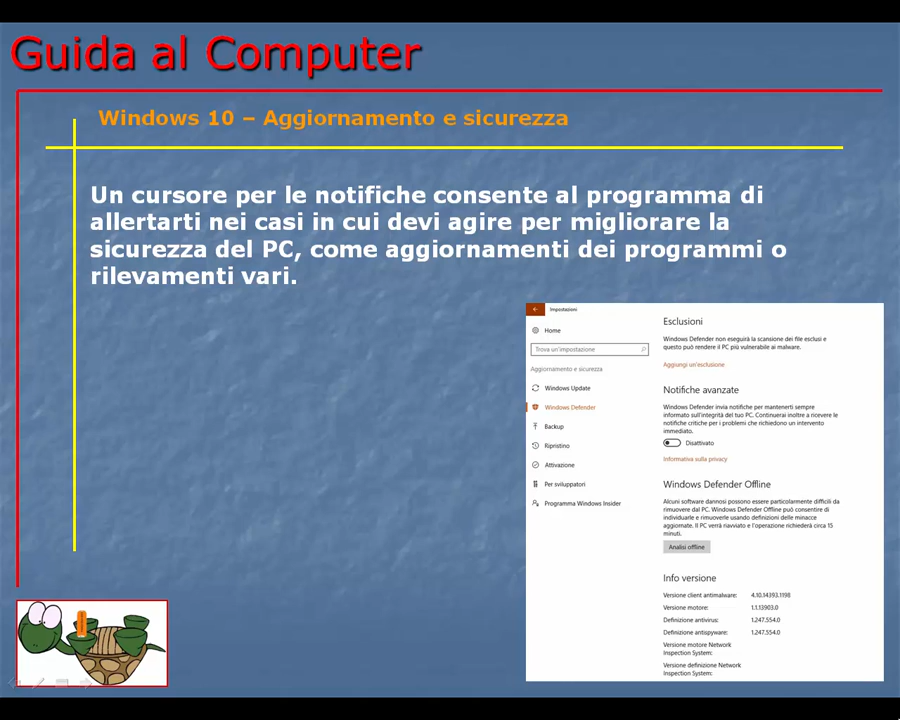 Guida al Computer
Windows 10 – Aggiornamento e sicurezza
Un cursore per le notifiche consente al programma di
allertarti nei casi in cui devi agire per migliorare la
sicurezza del PC, come aggiornamenti dei programmi o
rilevamenti vari.
Impostazioni
Home
Trova un'impostazione
Aggiornamento e sicurezza
Windows Update
Windows Defender
Backup
Ripristino
Attivazione
Per sviluppatori
Programma Windows Insider
Esclusioni
Windows Defender non eseguirà la scansione dei file esclusi e
questo può rendere il PC più vulnerabile ai malware.
Aggiungi un'esclusione
Notifiche avanzate
Windows Defender invia notifiche per mantenerti sempre
informato sull'integrità del tuo PC. Continuerai inoltre a ricevere le
notifiche critiche per i problemi che richiedono un intervento
immediato.
Disattivato
Informativa sulla privacy
Windows Defender Offline
Alcuni software dannosi possono essere particolarmente difficili da
rimuovere dal PC. Windows Defender Offline può consentire di
individuarle e rimuoverle usando definizioni delle minacce
aggiornate. Il PC verrà riavviato e l'operazione richiederà circa 15
minuti.
Analisi offline
Info versione
Versione client antimalware: 4.10.14393.1198
Versione motore: 1.1.13903.0
Definizione antivirus: 1.247.554.0
Definizione antispyware: 1.247.554.0
Versione motore Network
Inspection System:
Versione definizione Network
Inspection System: